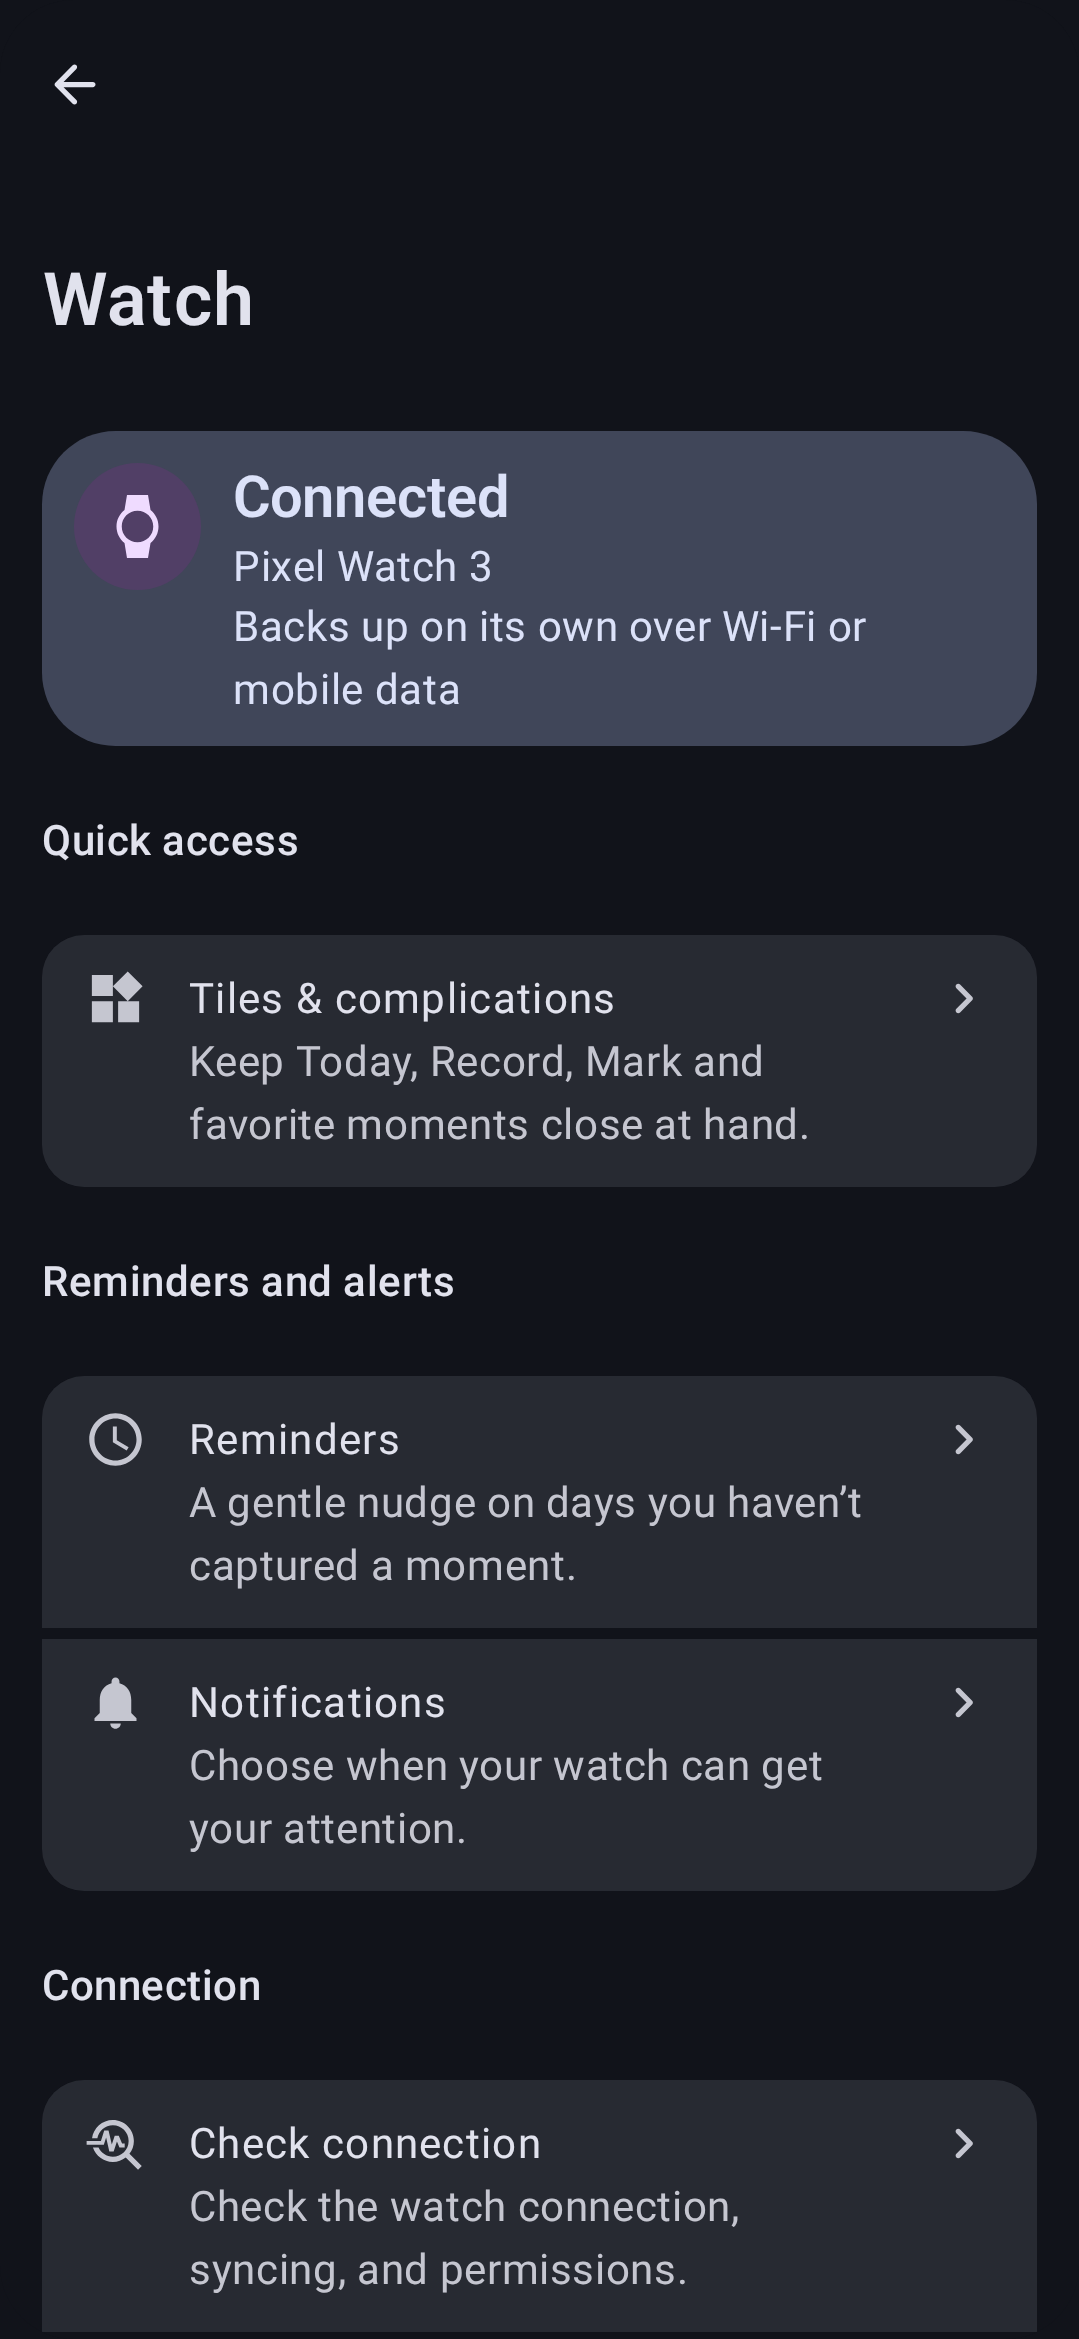 Watch
Connected
Pixel Watch 3
Backs up on its own over Wi-Fi or
mobile data
Quick access
Tiles & complications
Keep Today, Record, Mark and
favorite moments close at hand.
Reminders and alerts
Reminders
A gentle nudge on days you haven’t
captured a moment.
Notifications
Choose when your watch can get
your attention.
Connection
Check connection
Check the watch connection,
syncing, and permissions.